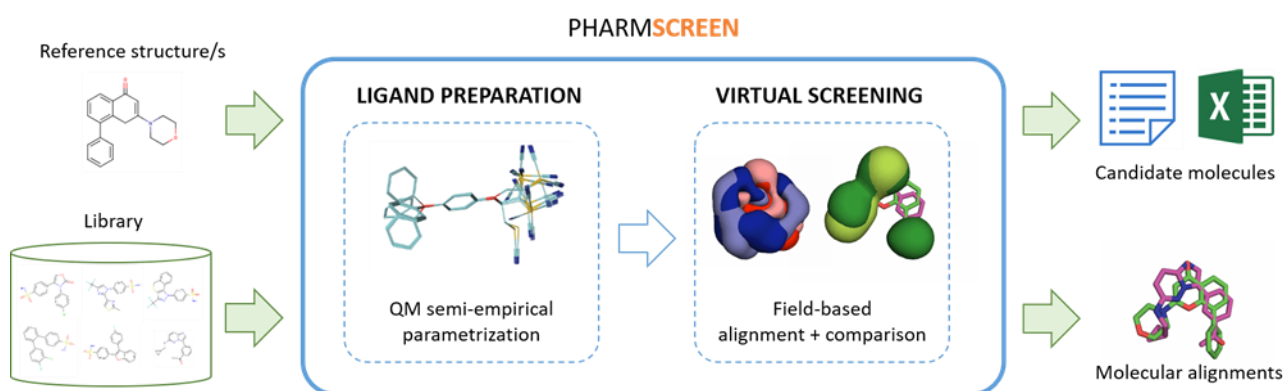 PHARMSCREEN
Reference structure/s
Library
LIGAND PREPARATION
QM semi-empirical
parametrization
VIRTUAL SCREENING
Field-based
alignment + comparison
X
Candidate molecules
Molecular alignments